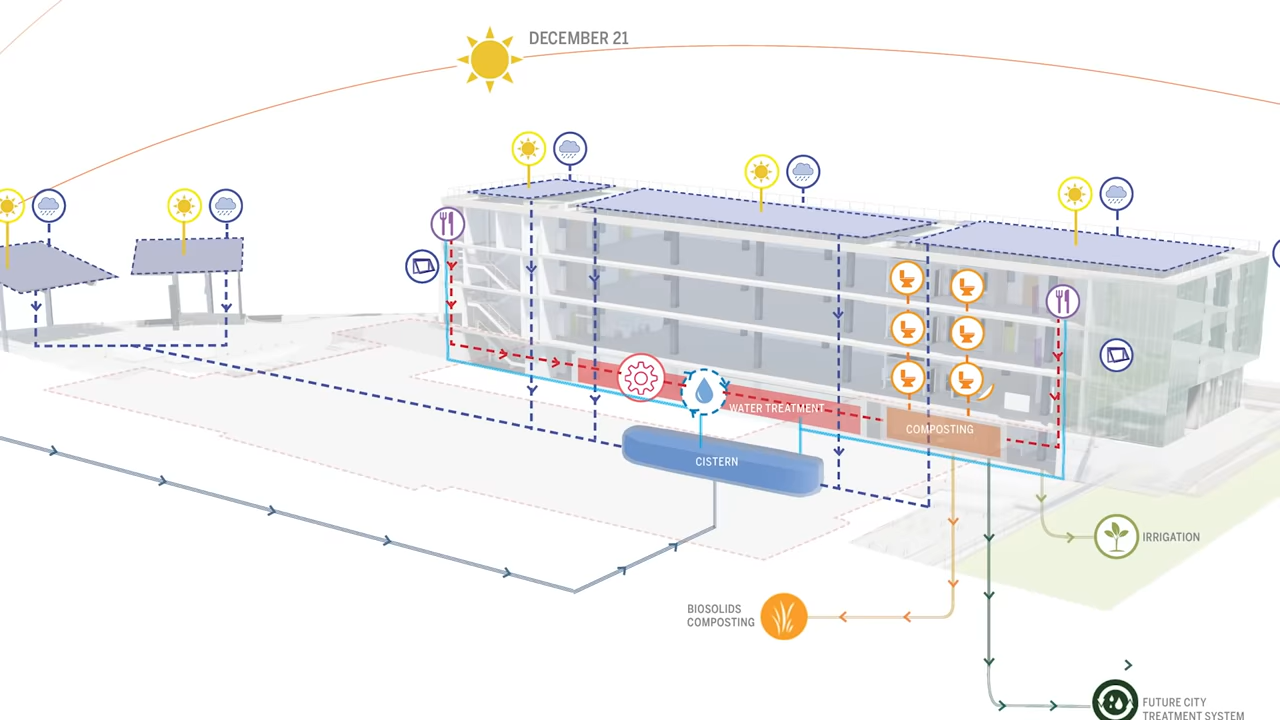 DECEMBER 21
WATER TREATMENT
COMPOSTING
CISTERN
IRRIGATION
BIOSOLIDS
COMPOSTING
FUTURE CITY
TREATMENT SYSTEM